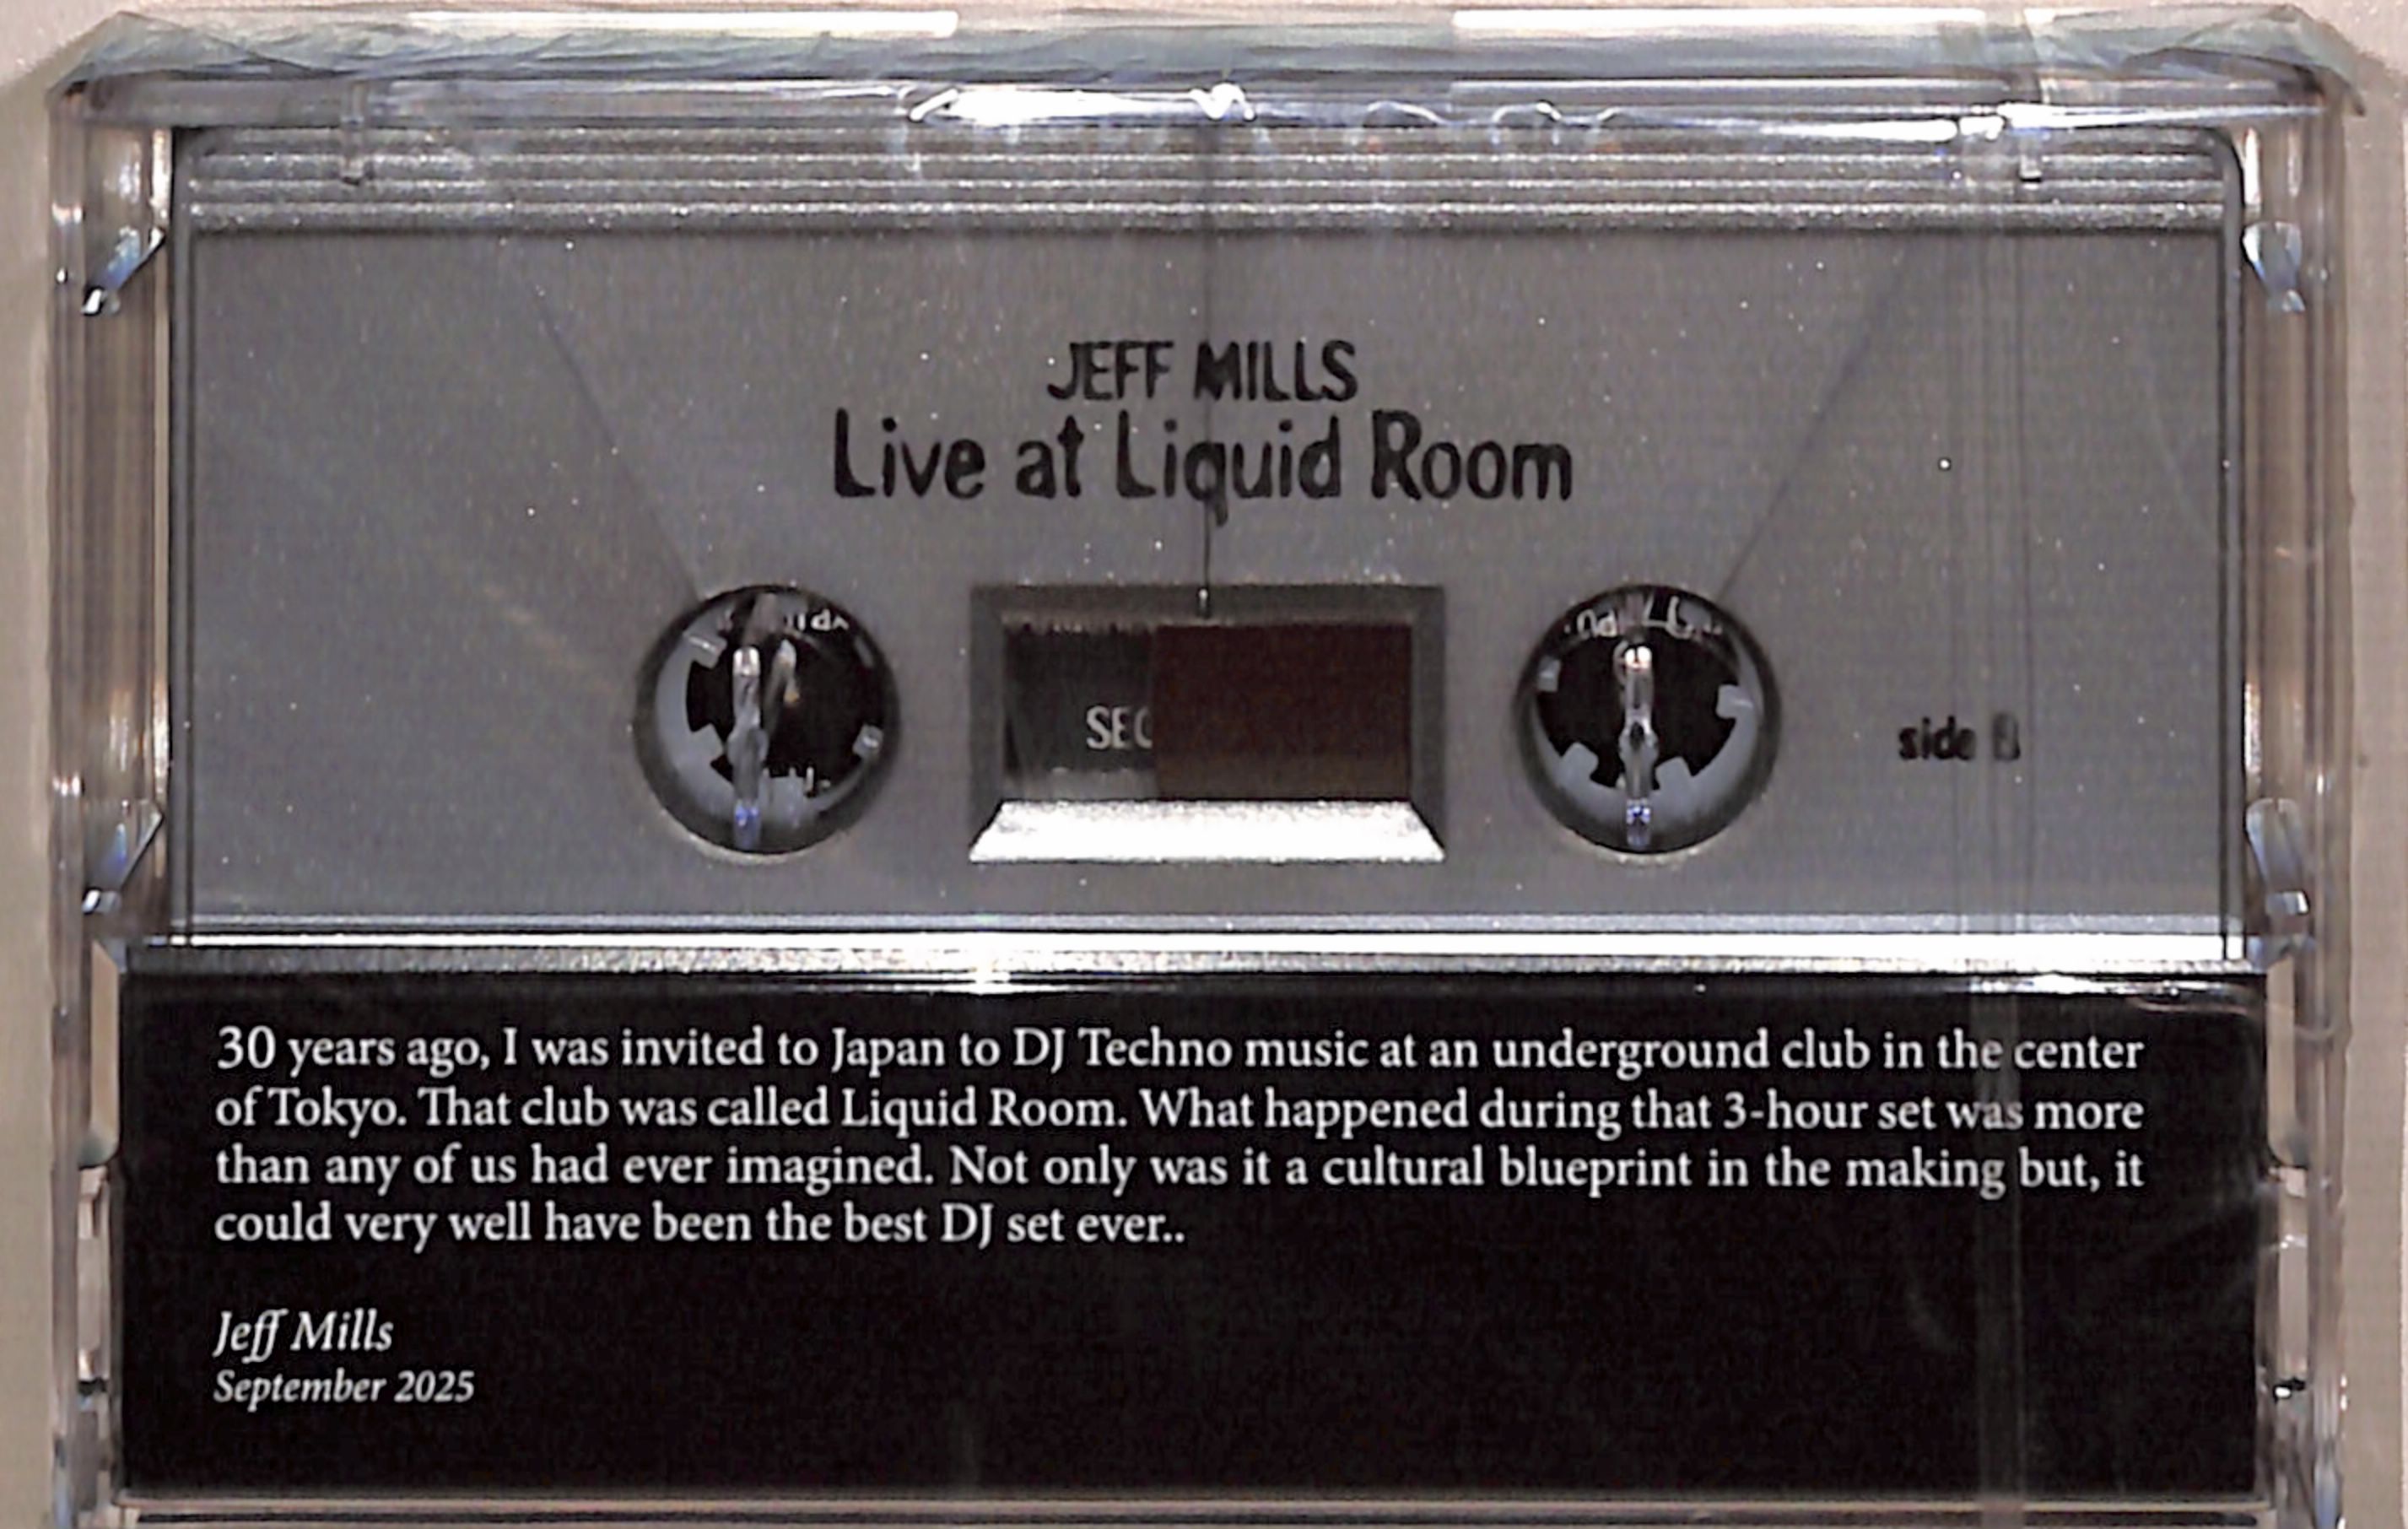 JEFF MILLS
Live at Liquid Room
SEC
side B
30 years ago, I was invited to Japan to DJ Techno music at an underground club in the center
of Tokyo. That club was called Liquid Room. What happened during that 3-hour set was more
than any of us had ever imagined. Not only was it a cultural blueprint in the making but, it
could very well have been the best DJ set ever..
Jeff Mills
September 2025